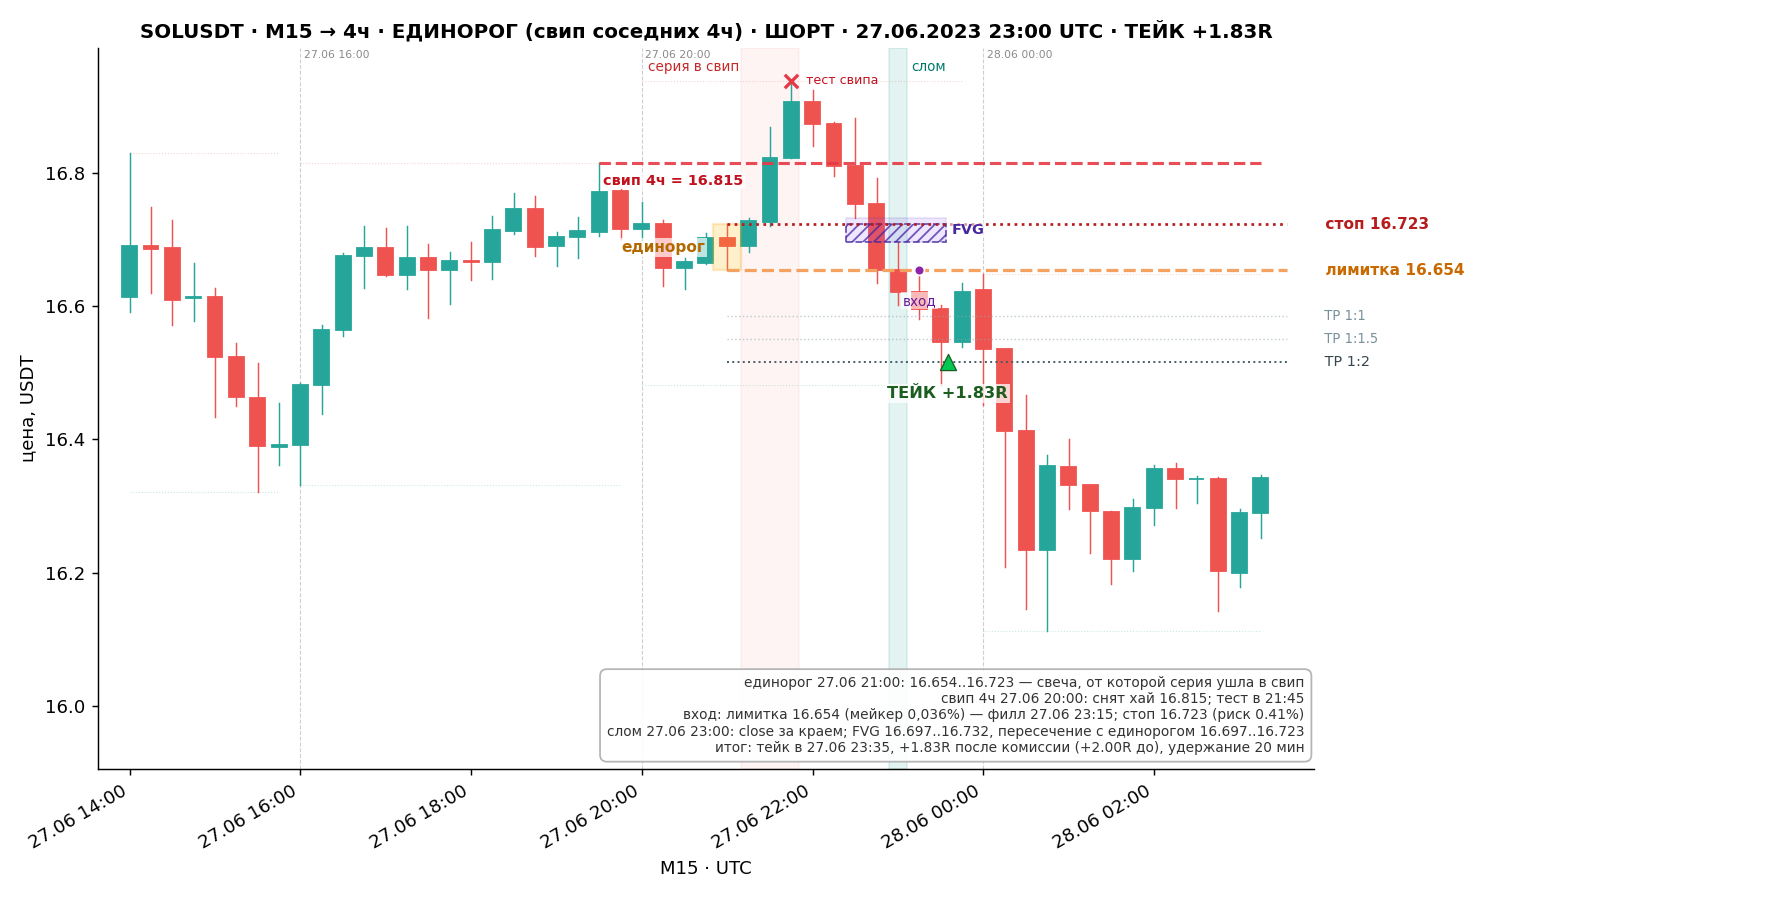 SOLUSDT · M15 → 4ч · ЕДИНОРОГ (свип соседних 4ч) · ШОРТ · 27.06.2023 23:00 UTC · ТЕЙК +1.83R
27.06 16:00
27.06 20:00
28.06 00:00
серия в свип
слом
тест свипа
16.8
16.6
16.4
16.2
16.0
цена, USDT
свип 4ч = 16.815
единорог
FVG
вход
ТЕЙК +1.83R
стоп 16.723
лимитка 16.654
TP 1:1
TP 1:1.5
TP 1:2
единорог 27.06 21:00: 16.654..16.723 — свеча, от которой серия ушла в свип
свип 4ч 27.06 20:00: снят хай 16.815; тест в 21:45
вход: лимитка 16.654 (мейкер 0,036%) — филл 27.06 23:15; стоп 16.723 (риск 0.41%)
слом 27.06 23:00: close за краем; FVG 16.697..16.732, пересечение с единорогом 16.697..16.723
итог: тейк в 27.06 23:35, +1.83R после комиссии (+2.00R до), удержание 20 мин
27.06 14:00
27.06 16:00
27.06 18:00
27.06 20:00
27.06 22:00
28.06 00:00
28.06 02:00
M15 · UTC